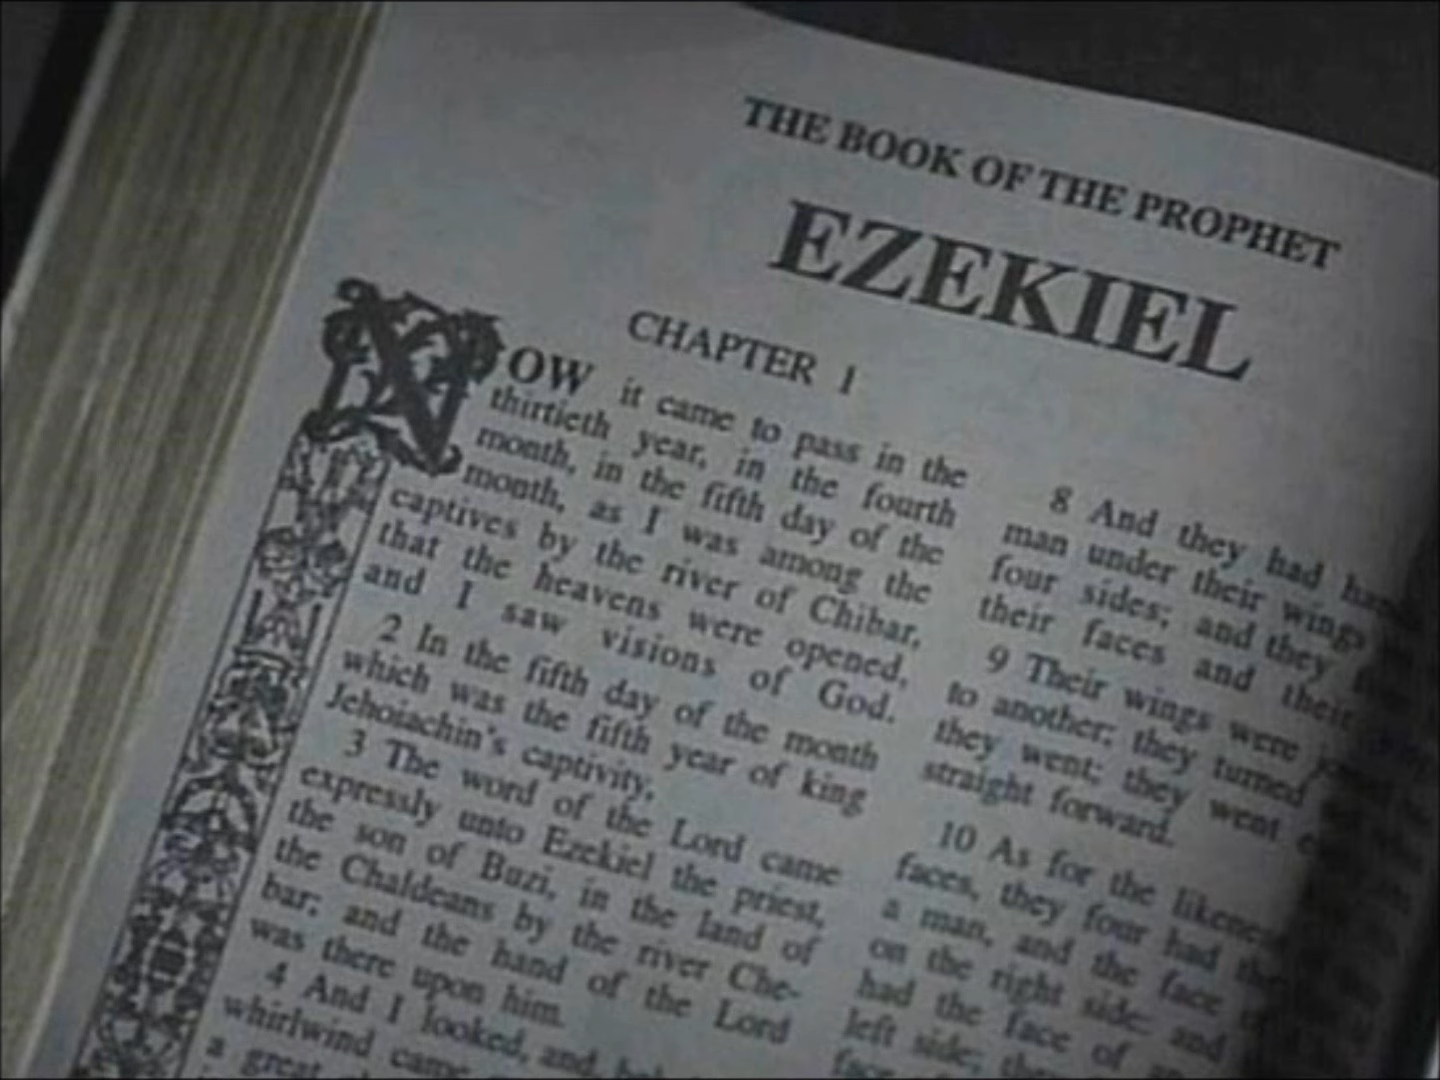 THE BOOK OF THE PROPHET
EZEKIEL
CHAPTER 1
NOW it came to pass in the
thirtieth year, in the fourth
month, in the fifth day of the
month, as I was among the
captives by the river of Chibar,
that the heavens were opened,
and I saw visions of God.
2 In the fifth day of the month
which was the fifth year of king
Jehoiachin's captivity,
3 The word of the Lord came
expressly unto Ezekiel the priest,
the son of Buzi, in the land of
the Chaldeans by the river Che-
bar; and the hand of the Lord
was there upon him.
4 And I looked, and,
whirlwind came
a great
8 And they had
man under their wings
four sides; and they
their faces and their
9 Their wings were
to another; they turned
they went; they went
straight forward.
10 As for the
faces, they four had
a man, and the face
on the right side: and
had the face of
left side;
face